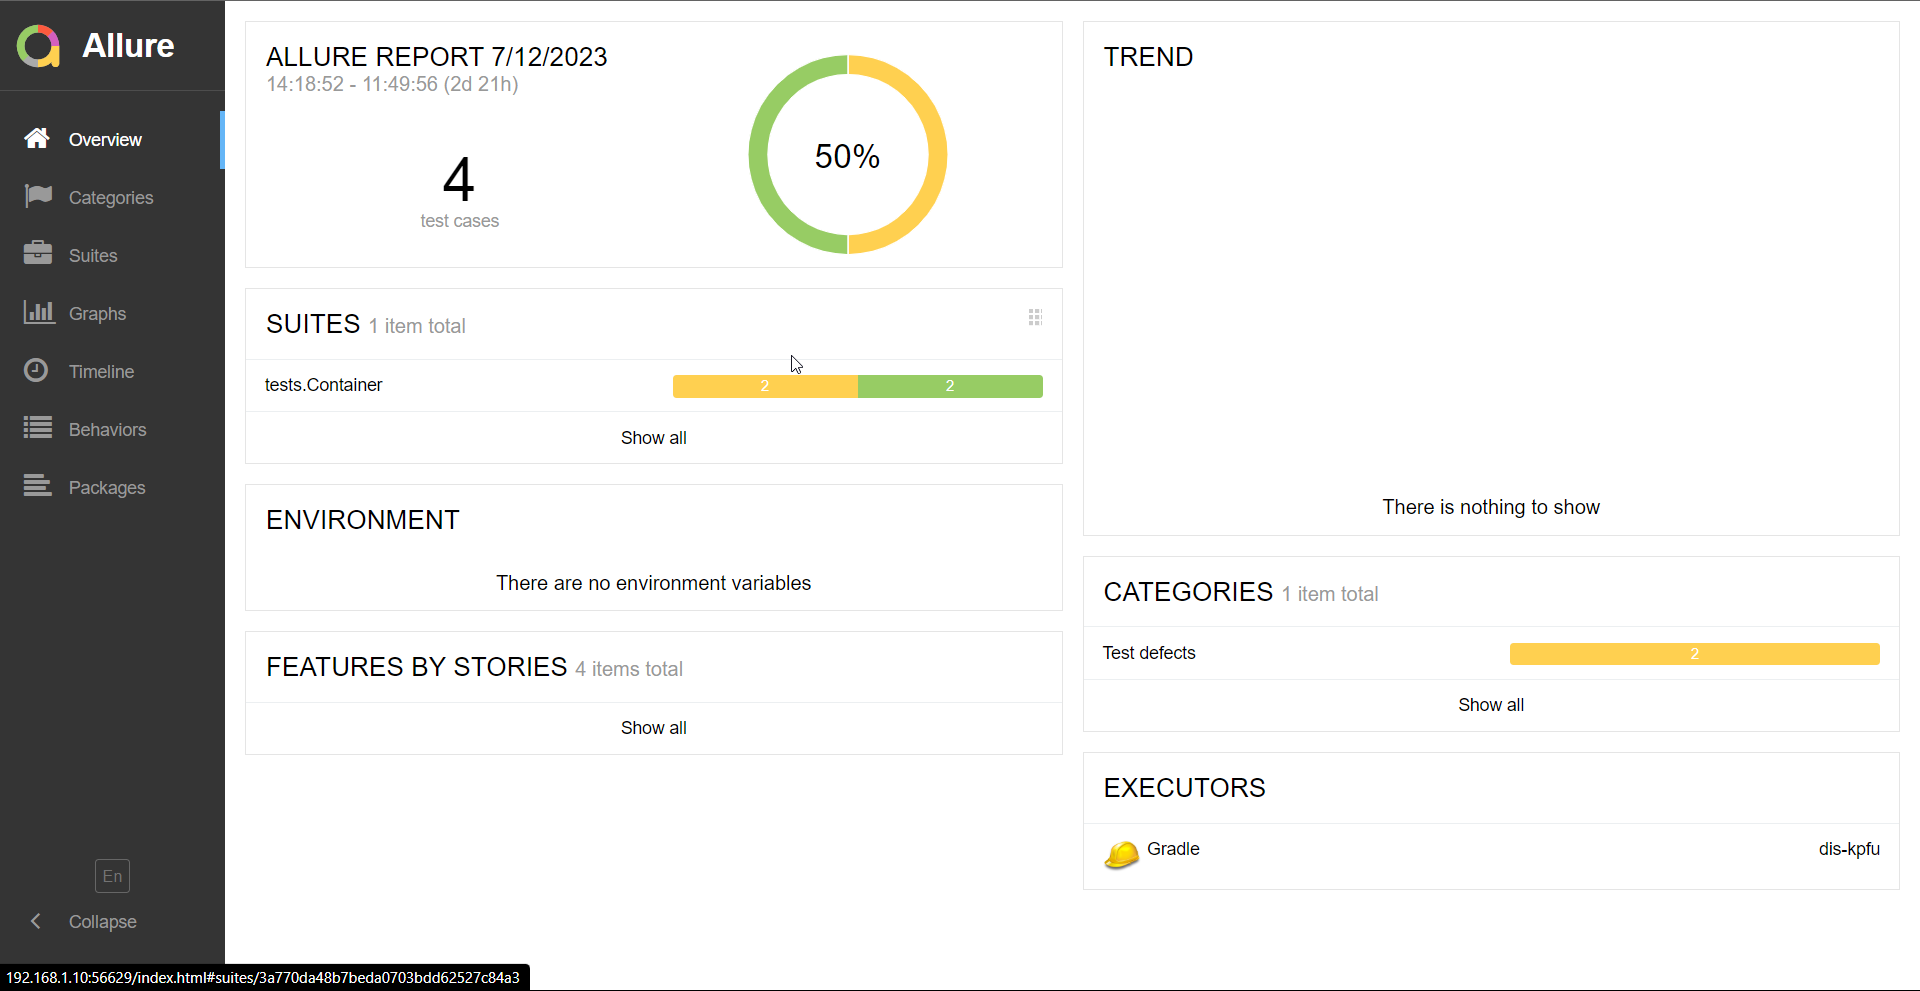 Allure
Overview
Categories
Suites
Graphs
Timeline
Behaviors
Packages
En
Collapse
ALLURE REPORT 7/12/2023
14:18:52 - 11:49:56 (2d 21h)
4
test cases
50%
SUITES 1 item total
tests.Container 2 2
Show all
ENVIRONMENT
There are no environment variables
FEATURES BY STORIES 4 items total
Show all
TREND
There is nothing to show
CATEGORIES 1 item total
Test defects 2
Show all
EXECUTORS
Gradle dis-kpfu
192.168.1.10:56629/index.html#suites/3a770da48b7beda0703bdd62527c84a3